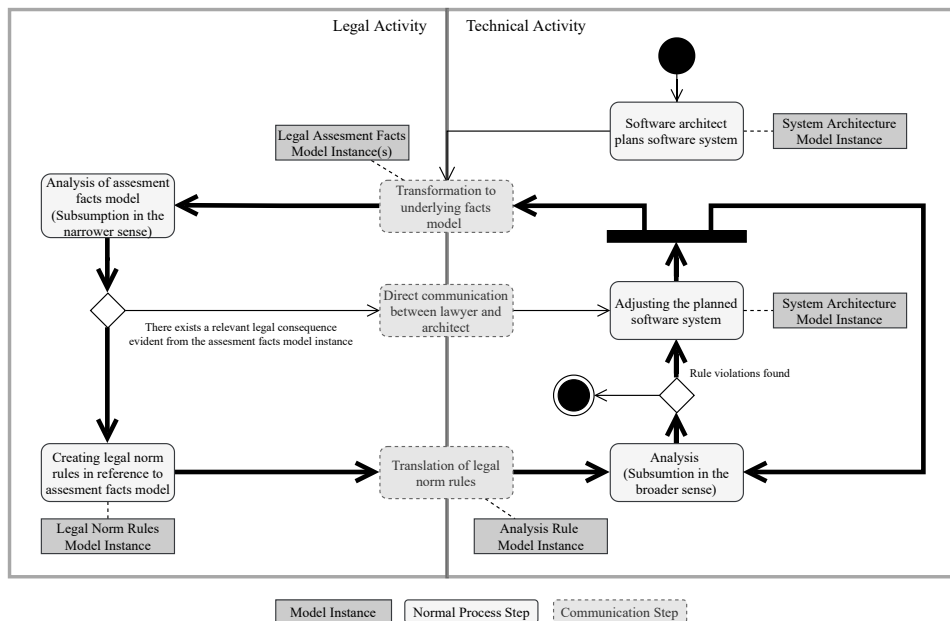 Legal Activity
Technical Activity
Software architect
plans software system
System Architecture
Model Instance
Legal Assesment Facts
Model Instance(s)
Analysis of assesment
facts model
(Subsumption in the
narrower sense)
Transformation to
underlying facts
model
Direct communication
between lawyer and
architect
Adjusting the planned
software system
System Architecture
Model Instance
There exists a relevant legal consequence
evident from the assesment facts model instance
Rule violations found
Creating legal norm
rules in reference to
assesment facts model
Translation of legal
norm rules
Analysis
(Subsumtion in the
broader sense)
Legal Norm Rules
Model Instance
Analysis Rule
Model Instance
Model Instance
Normal Process Step
Communication Step